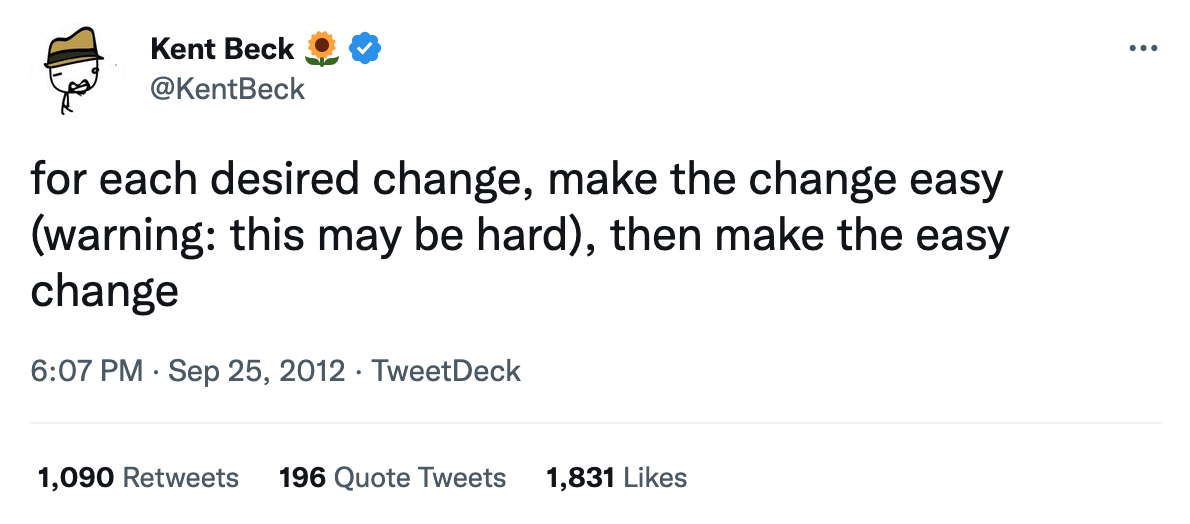 Kent Beck 🌻
@KentBeck
for each desired change, make the change easy
(warning: this may be hard), then make the easy
change
6:07 PM · Sep 25, 2012 · TweetDeck
1,090 Retweets 196 Quote Tweets 1,831 Likes